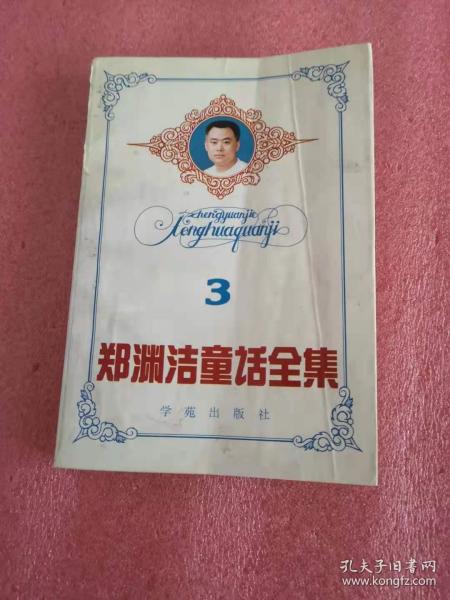 zhengyuanjie
tonghuaquanji
3
郑渊洁童话全集
学苑出版社
孔夫子旧书网
www.kongfz.com